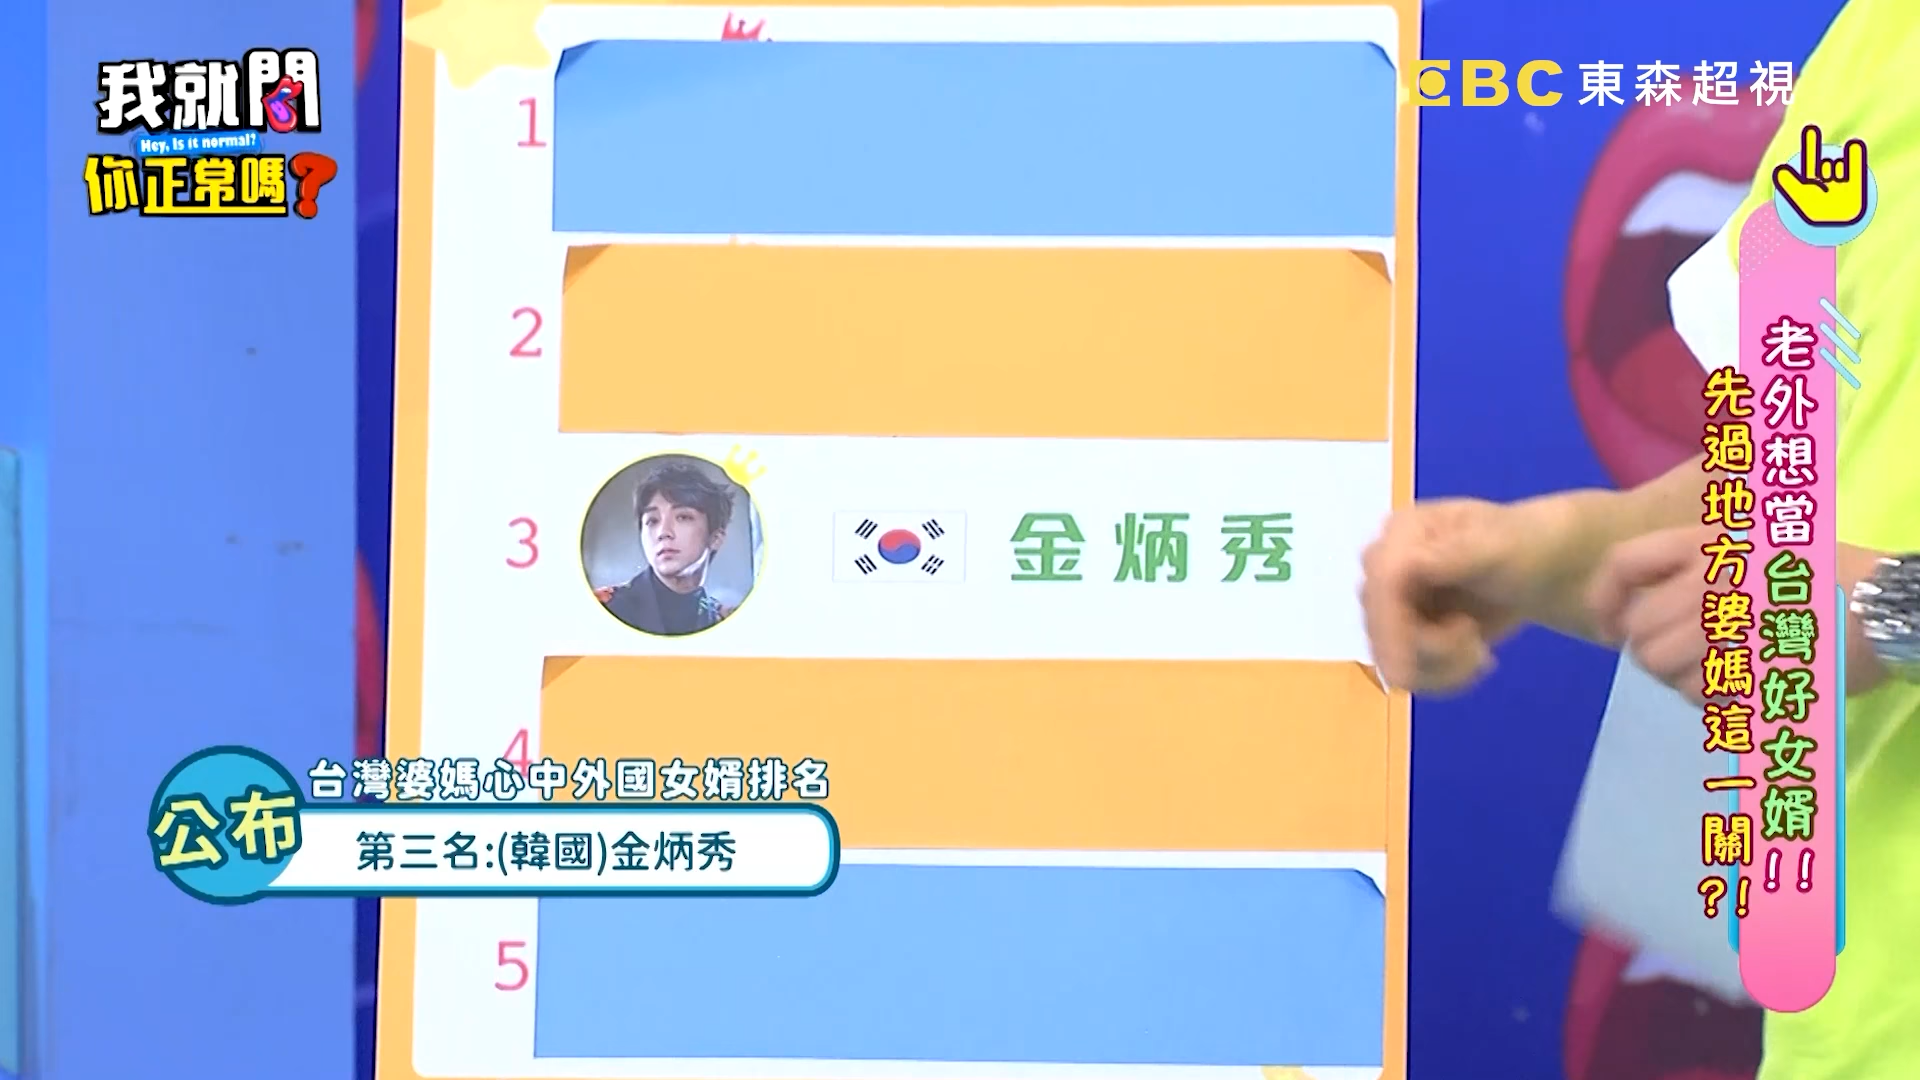 我就問
Hey, Is it normal?
你正常嗎?
EBC 東森超視
1
2
3
金炳秀
4
5
老外想當台灣好女婿!!
先過地方婆媽這一關?!
公布
台灣婆媽心中外國女婿排名
第三名:(韓國)金炳秀